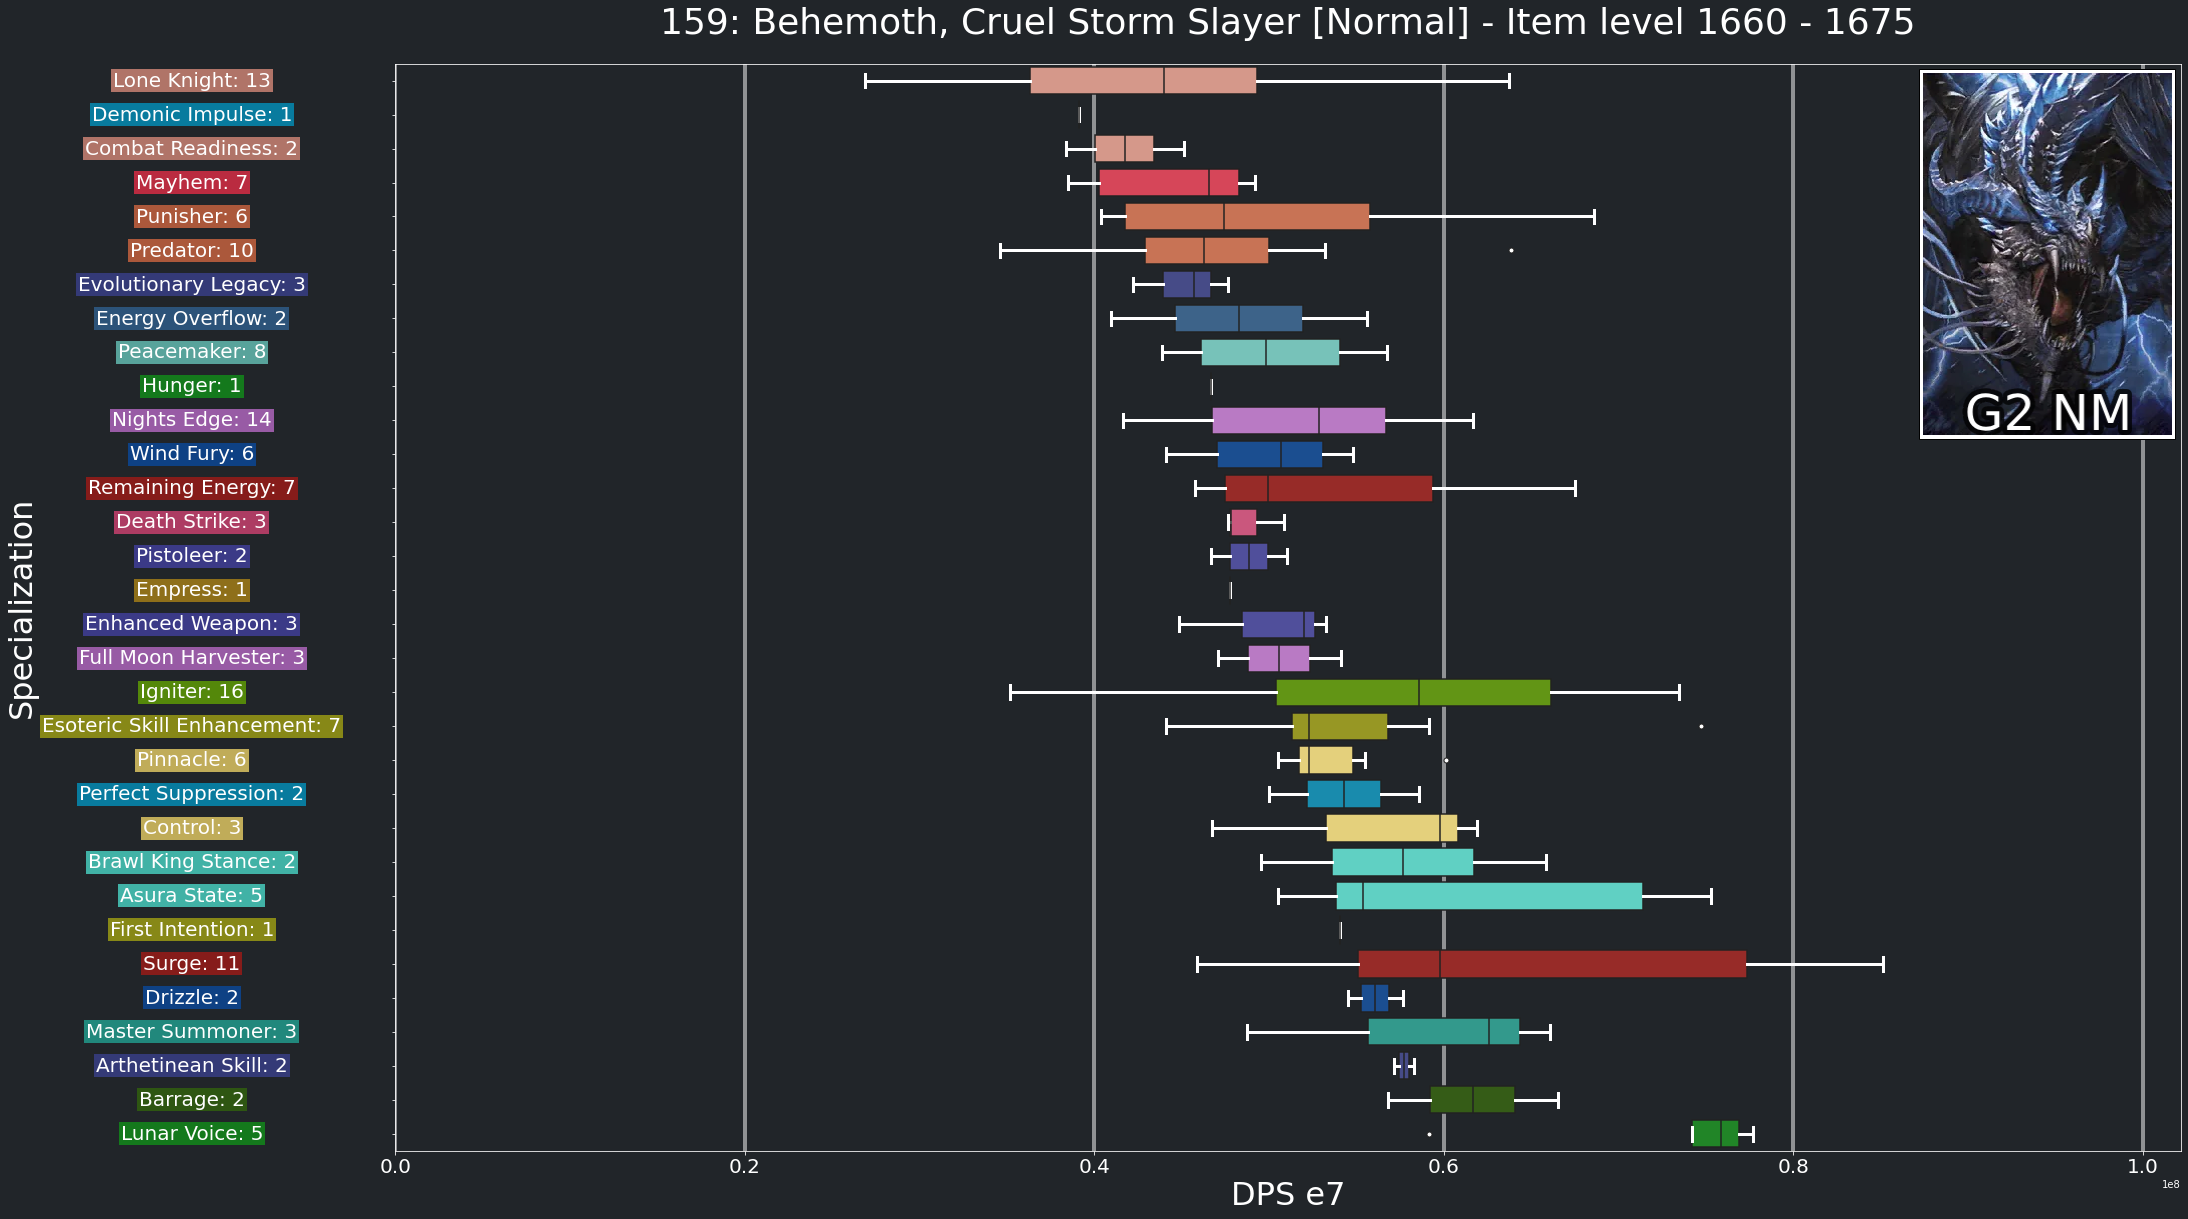 159: Behemoth, Cruel Storm Slayer [Normal] - Item level 1660 - 1675
Specialization
Lone Knight: 13
Demonic Impulse: 1
Combat Readiness: 2
Mayhem: 7
Punisher: 6
Predator: 10
Evolutionary Legacy: 3
Energy Overflow: 2
Peacemaker: 8
Hunger: 1
Nights Edge: 14
Wind Fury: 6
Remaining Energy: 7
Death Strike: 3
Pistoleer: 2
Empress: 1
Enhanced Weapon: 3
Full Moon Harvester: 3
Igniter: 16
Esoteric Skill Enhancement: 7
Pinnacle: 6
Perfect Suppression: 2
Control: 3
Brawl King Stance: 2
Asura State: 5
First Intention: 1
Surge: 11
Drizzle: 2
Master Summoner: 3
Arthetinean Skill: 2
Barrage: 2
Lunar Voice: 5
G2 NM
0.0 0.2 0.4 0.6 0.8 1.0
1e8
DPS e7